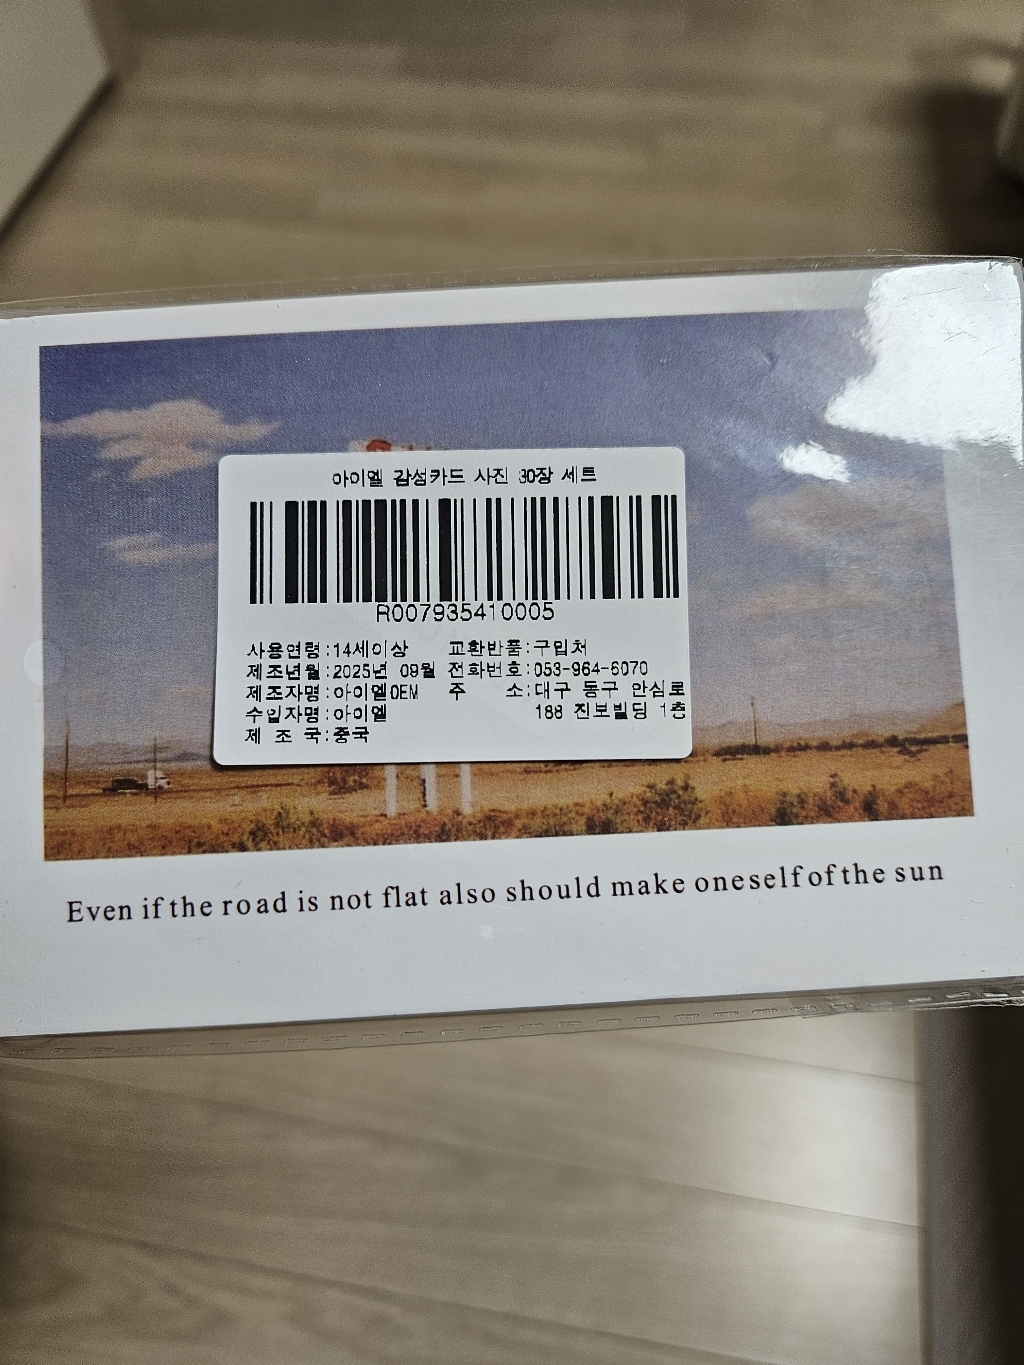 아이엘 감성카드 사진 30장 세트
R007935410005
사용연령:14세이상 교환반품:구입처
제조년월:2025년 09월 전화번호:053-964-6070
제조자명:아이엘OEM 주 소:대구 동구 안심로
수입자명:아이엘 188 진보빌딩 1층
제 조 국:중국
Even if the road is not flat also should make oneself of the sun